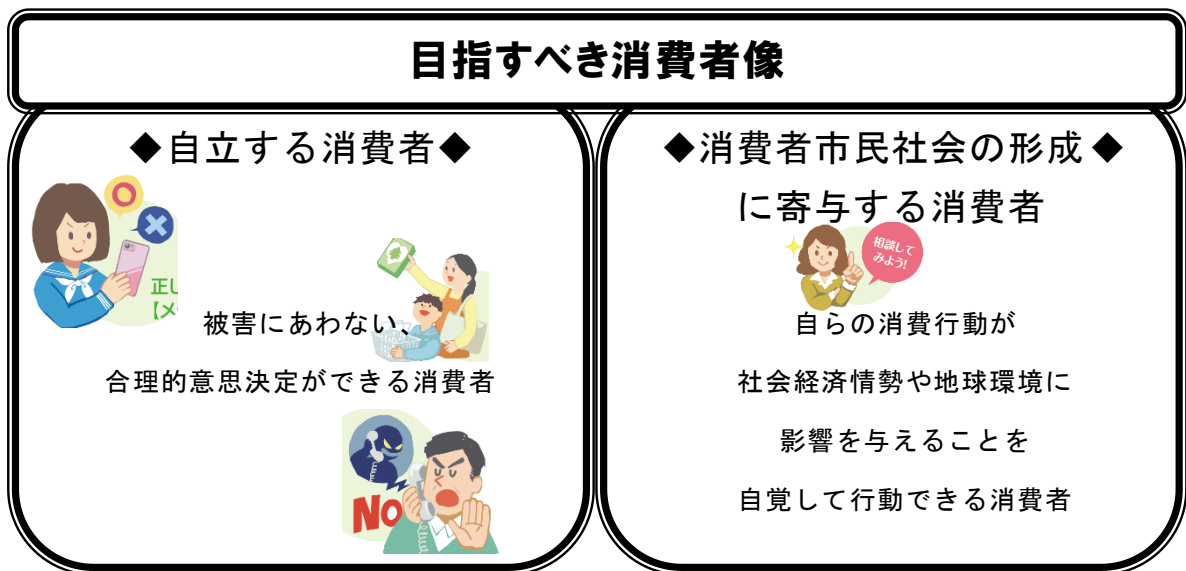 目指すべき消費者像
◆自立する消費者◆
正し
【メ
被害にあわない、
合理的意思決定ができる消費者
NO
◆消費者市民社会の形成◆
に寄与する消費者
相談して
みよう!
自らの消費行動が
社会経済情勢や地球環境に
影響を与えることを
自覚して行動できる消費者